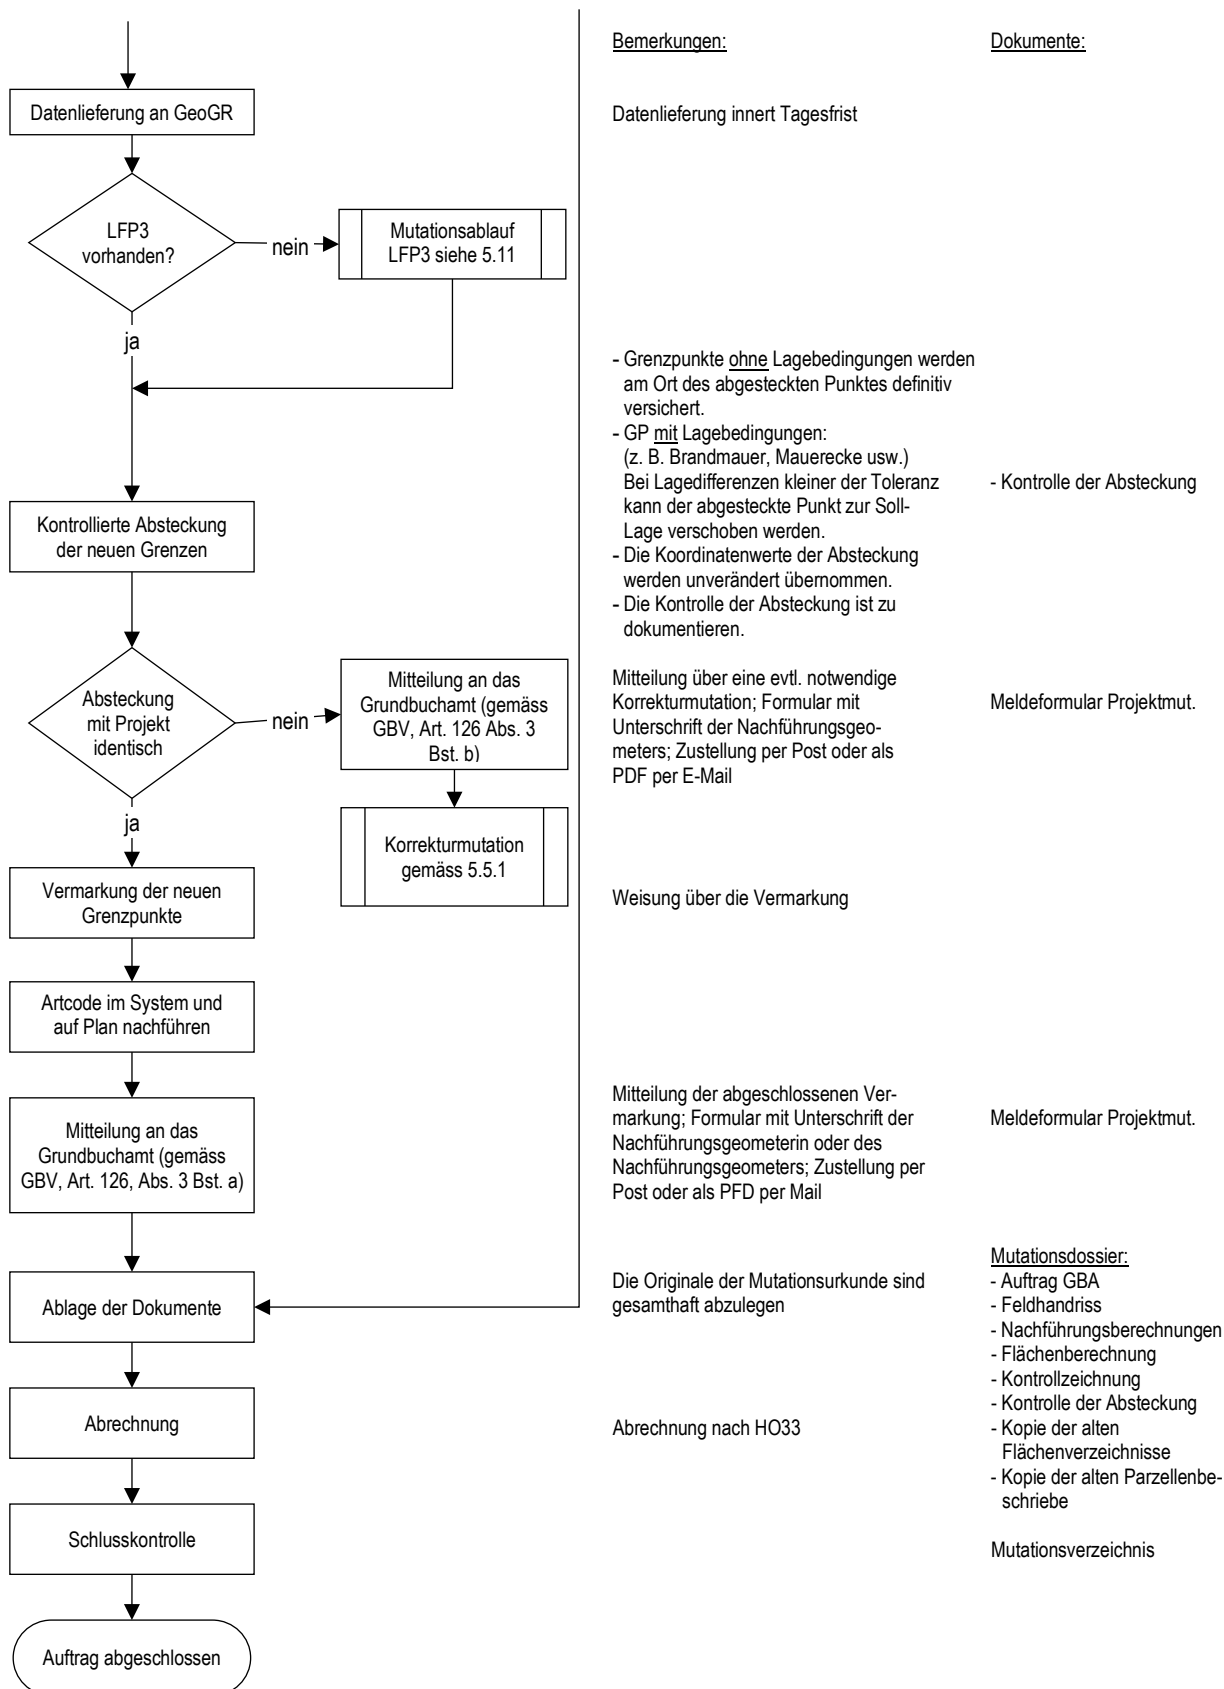 Bemerkungen:
Dokumente:
Datenlieferung an GeoGR
Datenlieferung innert Tagesfrist
LFP3
vorhanden?
nein
Mutationsablauf
LFP3 siehe 5.11
ja
- Grenzpunkte ohne Lagebedingungen werden
am Ort des abgesteckten Punktes definitiv
versichert.
- GP mit Lagebedingungen:
(z. B. Brandmauer, Mauerecke usw.)
Bei Lagedifferenzen kleiner der Toleranz
kann der abgesteckte Punkt zur Soll-
Lage verschoben werden.
- Die Koordinatenwerte der Absteckung
werden unverändert übernommen.
- Die Kontrolle der Absteckung ist zu
dokumentieren.
- Kontrolle der Absteckung
Kontrollierte Absteckung
der neuen Grenzen
Absteckung
mit Projekt
identisch
nein
Mitteilung an das
Grundbuchamt (gemäss
GBV, Art. 126 Abs. 3
Bst. b)
Mitteilung über eine evtl. notwendige
Korrekturmutation; Formular mit
Unterschrift der Nachführungsgeo-
meters; Zustellung per Post oder als
PDF per E-Mail
Meldeformular Projektmut.
ja
Korrekturmutation
gemäss 5.5.1
Vermarkung der neuen
Grenzpunkte
Weisung über die Vermarkung
Artcode im System und
auf Plan nachführen
Mitteilung an das
Grundbuchamt (gemäss
GBV, Art. 126, Abs. 3 Bst. a)
Mitteilung der abgeschlossenen Ver-
markung; Formular mit Unterschrift der
Nachführungsgeometerin oder des
Nachführungsgeometers; Zustellung per
Post oder als PFD per Mail
Meldeformular Projektmut.
Ablage der Dokumente
Die Originale der Mutationsurkunde sind
gesamthaft abzulegen
Mutationsdossier:
- Auftrag GBA
- Feldhandriss
- Nachführungsberechnungen
- Flächenberechnung
- Kontrollzeichnung
- Kontrolle der Absteckung
- Kopie der alten
Flächenverzeichnisse
- Kopie der alten Parzellenbe-
schriebe
Abrechnung
Abrechnung nach HO33
Schlusskontrolle
Mutationsverzeichnis
Auftrag abgeschlossen